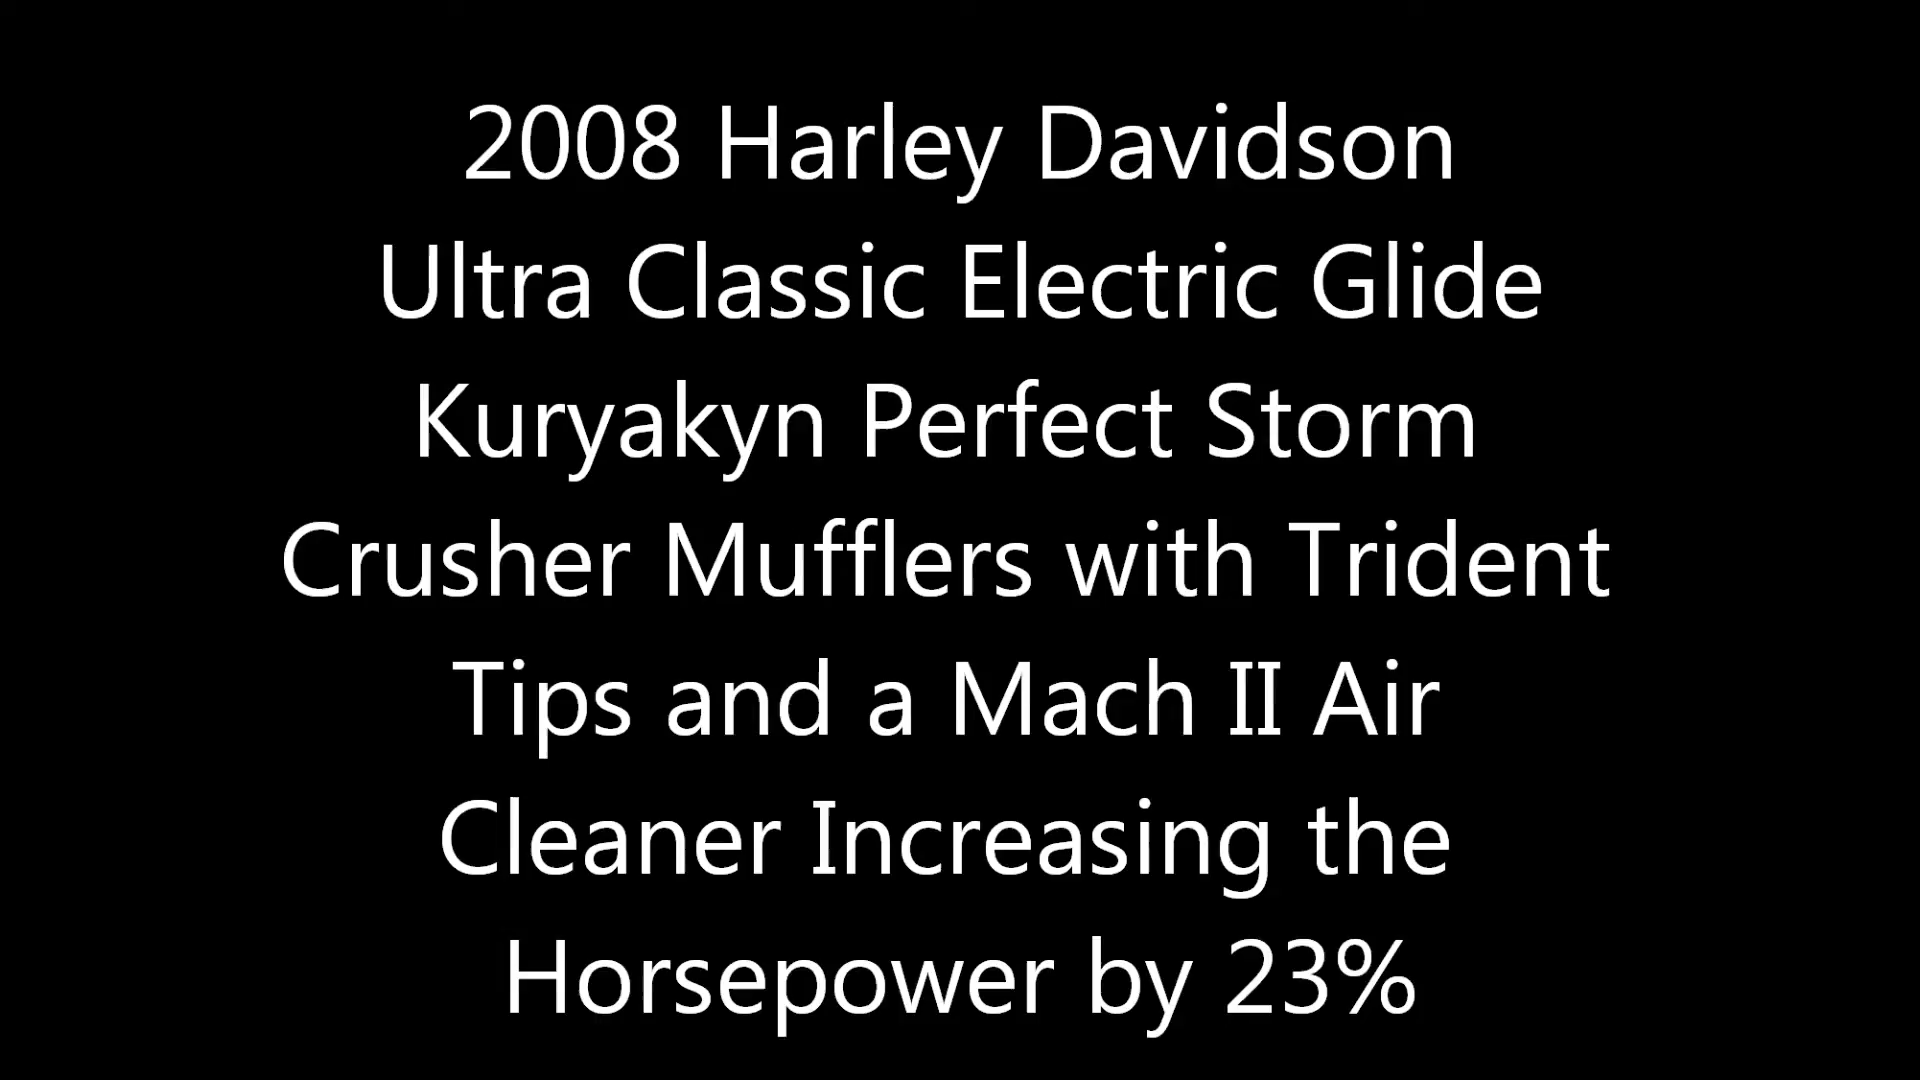 2008 Harley Davidson
Ultra Classic Electric Glide
Kuryakyn Perfect Storm
Crusher Mufflers with Trident
Tips and a Mach II Air
Cleaner Increasing the
Horsepower by 23%